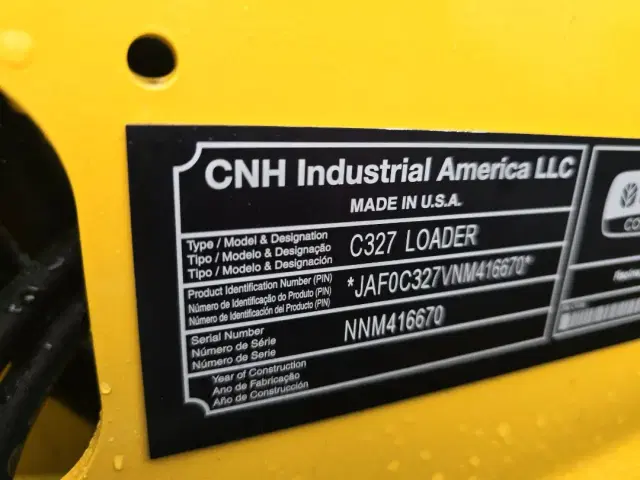 CNH Industrial America LLC
MADE IN U.S.A.
Type / Model & Designation
Tipo / Modelo & Designação
Tipo / Modelo & Designación
C327 LOADER
Product Identification Number (PIN)
Número de Identificação do Produto (PIN)
Número de Identificación del Producto (PIN)
*JAF0C327VNM416670*
Serial Number
Número de Série
Número de Serie
NNM416670
Year of Construction
Ano de Fabricação
Año de Construcción